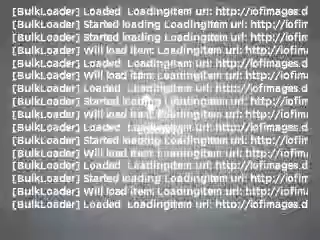 [BulkLoader] Loaded LoadingItem url: http://iofimages.d
[BulkLoader] Started loading LoadingItem url: http://iofi
[BulkLoader] Started loading LoadingItem url: http://iofim
[BulkLoader] Will load item: LoadingItem url: http://iofim
[BulkLoader] Loaded LoadingItem url: http://iofimages.d
[BulkLoader] Will load item: LoadingItem url: http://iofim
[BulkLoader] Loaded LoadingItem url: http://iofimages.d
[BulkLoader] Started loading LoadingItem url: http://iofim
[BulkLoader] Will load item: LoadingItem url: http://iofim
[BulkLoader] Loaded LoadingItem url: http://iofimages.d
[BulkLoader] Started loading LoadingItem url: http://iofim
[BulkLoader] Will load item: LoadingItem url: http://iofim
[BulkLoader] Loaded LoadingItem url: http://iofimages.d
[BulkLoader] Started loading LoadingItem url: http://iofim
[BulkLoader] Will load item: LoadingItem url: http://iofim
[BulkLoader] Loaded LoadingItem url: http://iofimages.d